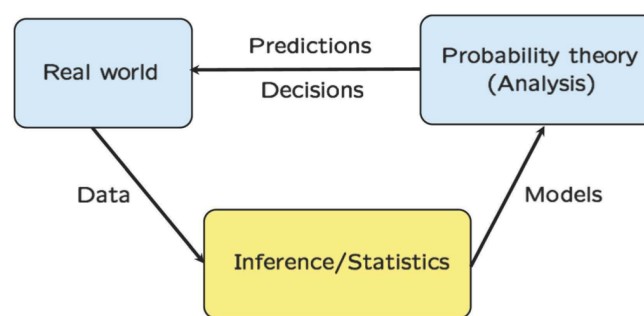 Real world
Predictions
Decisions
Probability theory
(Analysis)
Data
Models
Inference/Statistics